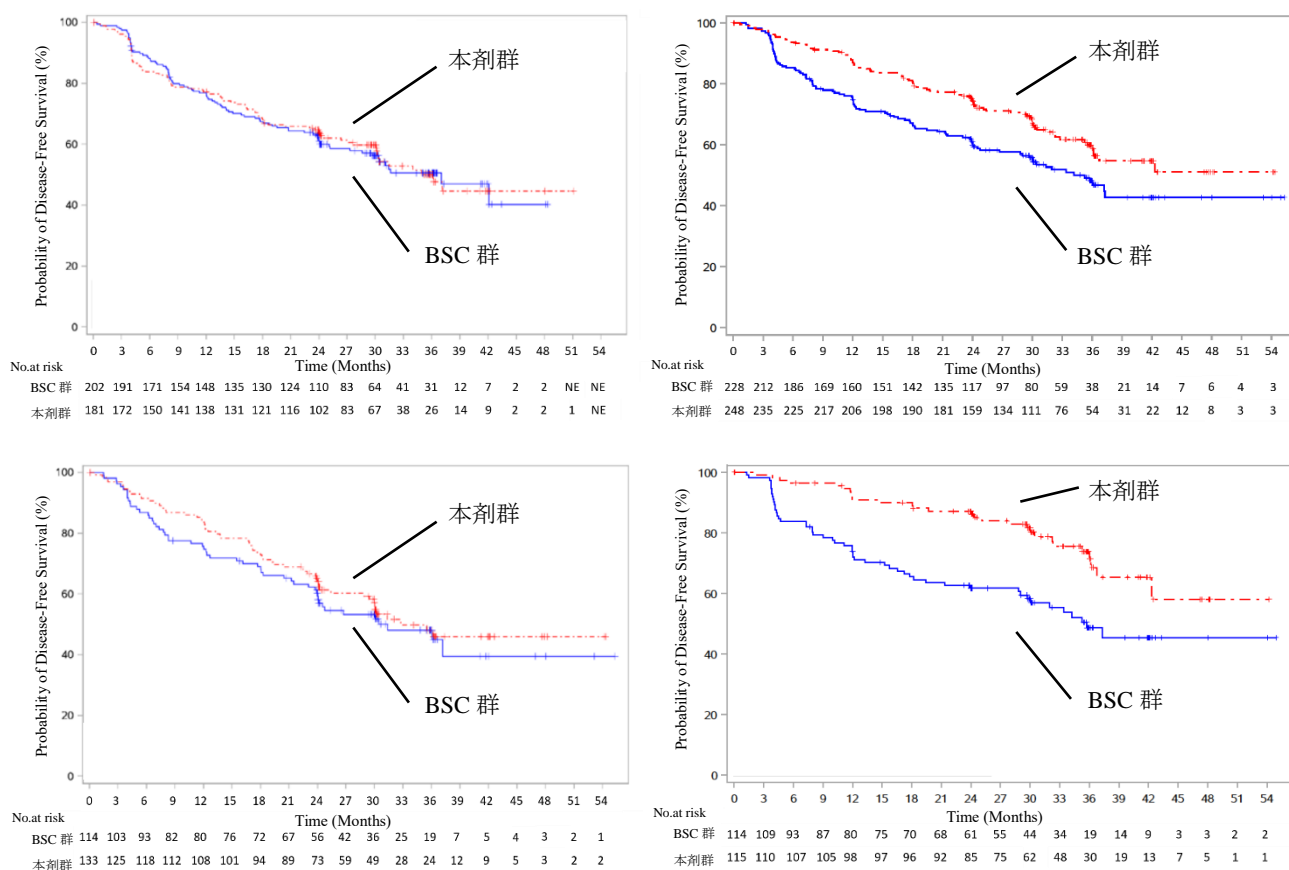 Probability of Disease-Free Survival (%)
100
80
60
40
20
0
本剤群
BSC 群
0 3 6 9 12 15 18 21 24 27 30 33 36 39 42 45 48 51 54
Time (Months)
No.at risk
BSC 群 202 191 171 154 148 135 130 124 110 83 64 41 31 12 7 2 2 NE NE
本剤群 181 172 150 141 138 131 121 116 102 83 67 38 26 14 9 2 2 1 NE
Probability of Disease-Free Survival (%)
100
80
60
40
20
0
本剤群
BSC 群
0 3 6 9 12 15 18 21 24 27 30 33 36 39 42 45 48 51 54
Time (Months)
No.at risk
BSC 群 228 212 186 169 160 151 142 135 117 97 80 59 38 21 14 7 6 4 3
本剤群 248 235 225 217 206 198 190 181 159 134 111 76 54 31 22 12 8 3 3
Probability of Disease-Free Survival (%)
100
80
60
40
20
0
本剤群
BSC 群
0 3 6 9 12 15 18 21 24 27 30 33 36 39 42 45 48 51 54
Time (Months)
No.at risk
BSC 群 114 103 93 82 80 76 72 67 56 42 36 25 19 7 5 4 3 2 1
本剤群 133 125 118 112 108 101 94 89 73 59 49 28 24 12 9 5 3 2 2
Probability of Disease-Free Survival (%)
100
80
60
40
20
0
本剤群
BSC 群
0 3 6 9 12 15 18 21 24 27 30 33 36 39 42 45 48 51 54
Time (Months)
No.at risk
BSC 群 114 109 93 87 80 75 70 68 61 55 44 34 19 14 9 3 3 2 2
本剤群 115 110 107 105 98 97 96 92 85 75 62 48 30 19 13 7 5 1 1